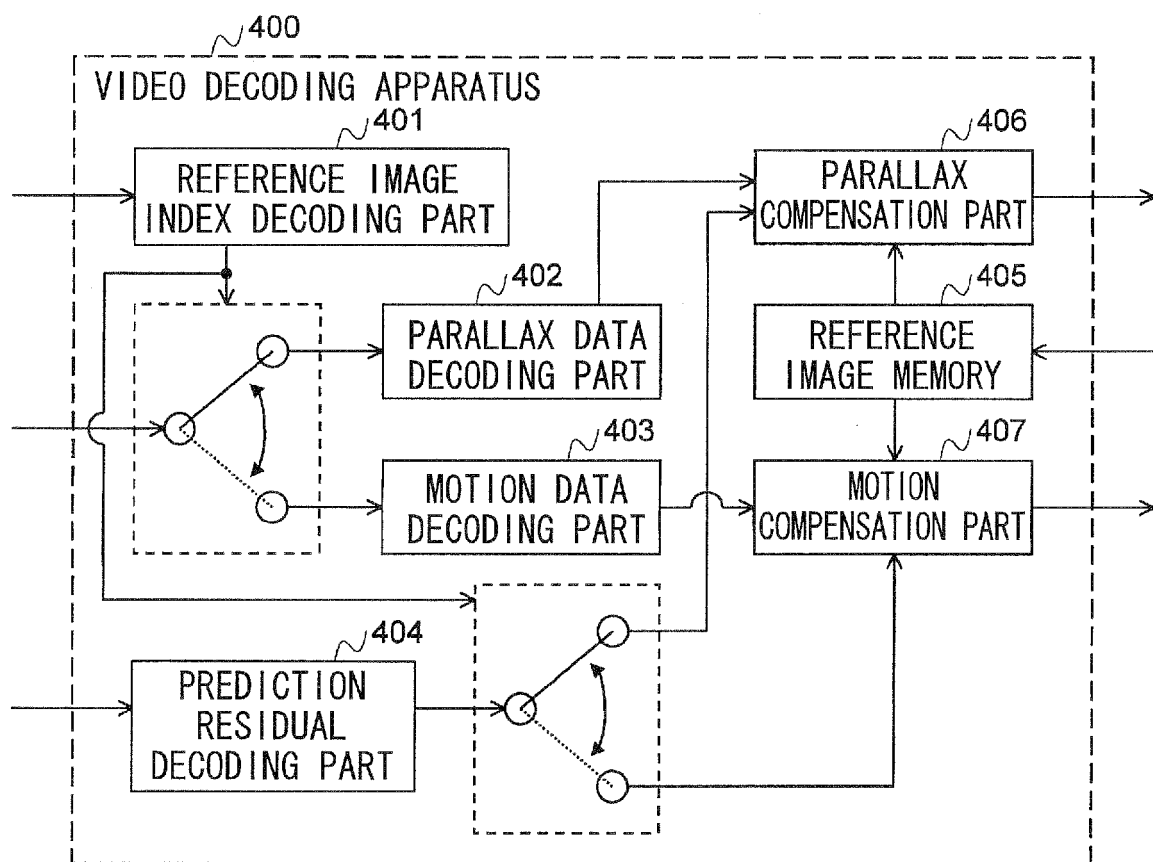 400
VIDEO DECODING APPARATUS
401
REFERENCE IMAGE
INDEX DECODING PART
406
PARALLAX
COMPENSATION PART
402
PARALLAX DATA
DECODING PART
405
REFERENCE
IMAGE MEMORY
403
MOTION DATA
DECODING PART
407
MOTION
COMPENSATION PART
404
PREDICTION
RESIDUAL
DECODING PART